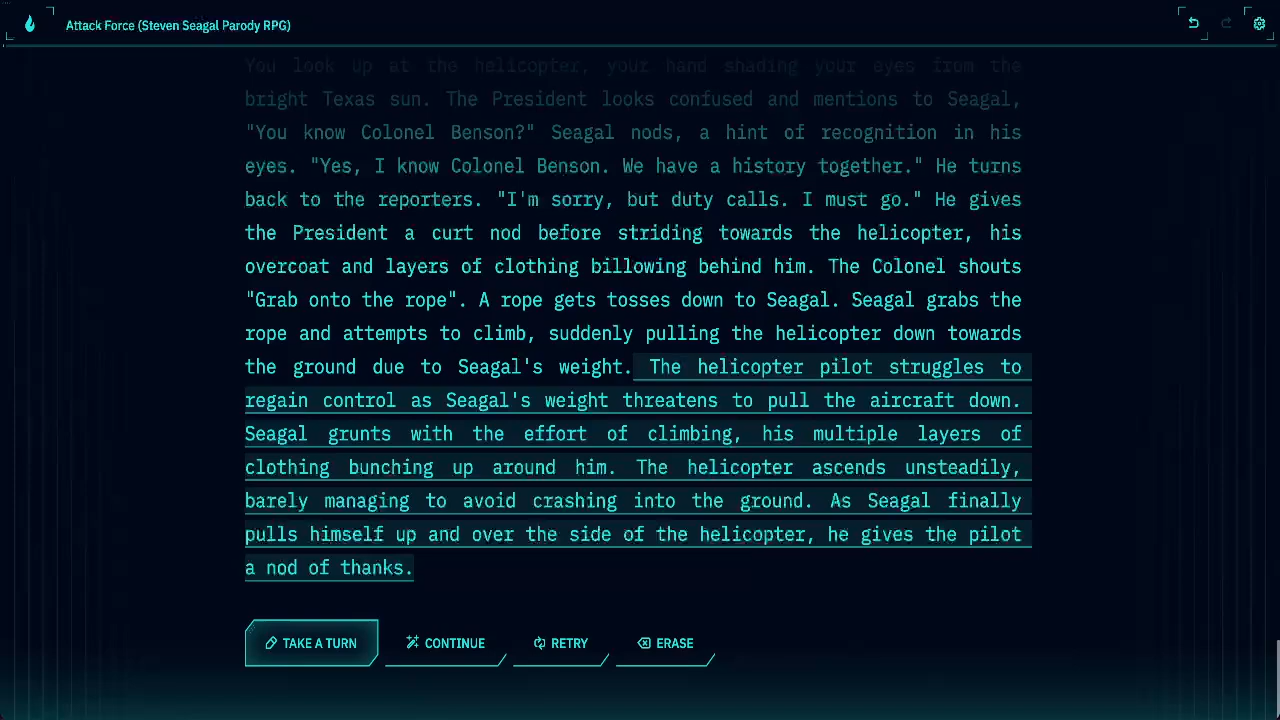 Attack Force (Steven Seagal Parody RPG)
You look up at the helicopter, your hand shading your eyes from the
bright Texas sun. The President looks confused and mentions to Seagal,
"You know Colonel Benson?" Seagal nods, a hint of recognition in his
eyes. "Yes, I know Colonel Benson. We have a history together." He turns
back to the reporters. "I'm sorry, but duty calls. I must go." He gives
the President a curt nod before striding towards the helicopter, his
overcoat and layers of clothing billowing behind him. The Colonel shouts
"Grab onto the rope". A rope gets tosses down to Seagal. Seagal grabs the
rope and attempts to climb, suddenly pulling the helicopter down towards
the ground due to Seagal's weight. The helicopter pilot struggles to
regain control as Seagal's weight threatens to pull the aircraft down.
Seagal grunts with the effort of climbing, his multiple layers of
clothing bunching up around him. The helicopter ascends unsteadily,
barely managing to avoid crashing into the ground. As Seagal finally
pulls himself up and over the side of the helicopter, he gives the pilot
a nod of thanks.
TAKE A TURN
CONTINUE
RETRY
ERASE